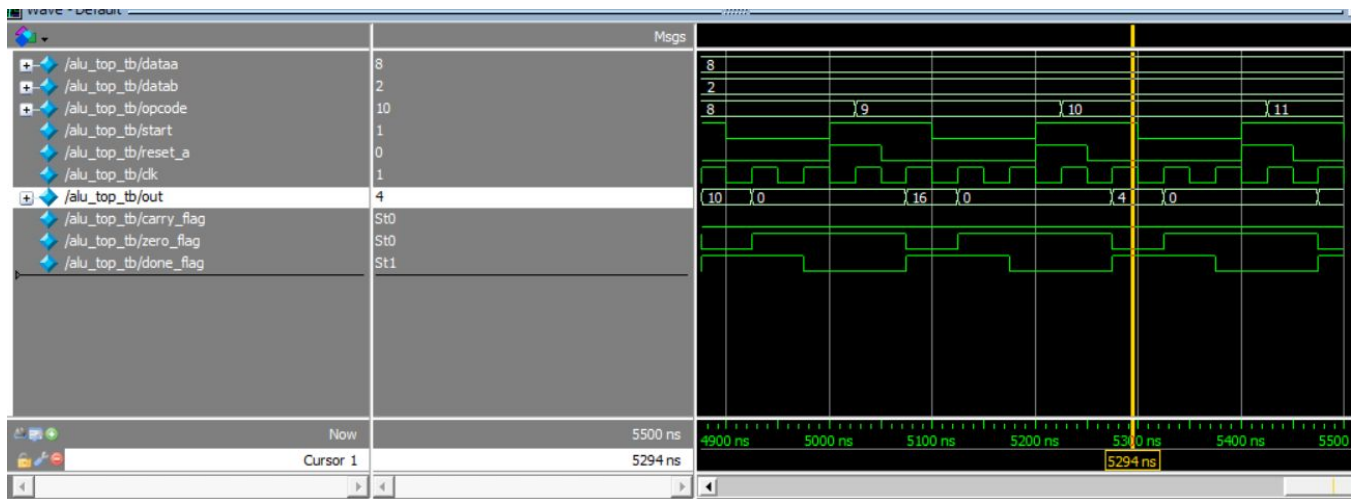 Wave - Default
Msgs
/alu_top_tb/dataa 8 8
/alu_top_tb/datab 2 2
/alu_top_tb/opcode 10 8 9 10 11
/alu_top_tb/start 1
/alu_top_tb/reset_a 0
/alu_top_tb/clk 1
/alu_top_tb/out 4 10 0 16 0 4 0
/alu_top_tb/carry_flag St0
/alu_top_tb/zero_flag St0
/alu_top_tb/done_flag St1
Now 5500 ns 4900 ns 5000 ns 5100 ns 5200 ns 5300 ns 5400 ns 5500
Cursor 1 5294 ns 5294 ns